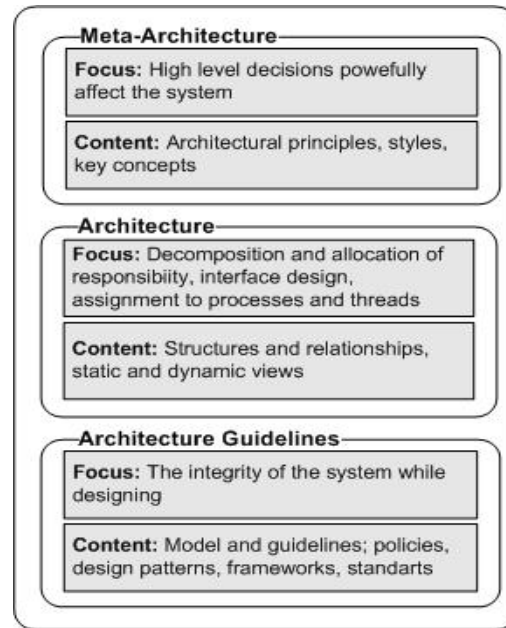 Meta-Architecture
Focus: High level decisions powefully
affect the system
Content: Architectural principles, styles,
key concepts
Architecture
Focus: Decomposition and allocation of
responsibiity, interface design,
assignment to processes and threads
Content: Structures and relationships,
static and dynamic views
Architecture Guidelines
Focus: The integrity of the system while
designing
Content: Model and guidelines; policies,
design patterns, frameworks, standarts